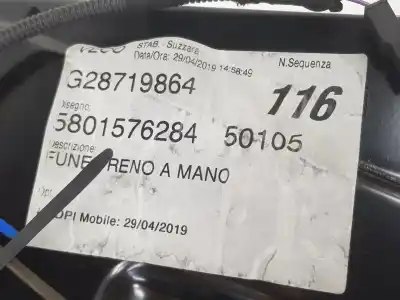 STAB.-Suzzara
Data/Ora: 29/04/2019 14:58:49
N.Sequenza
G28719864
116
5801576284 50105
FUNE FRENO A MANO
Mobile: 29/04/2019